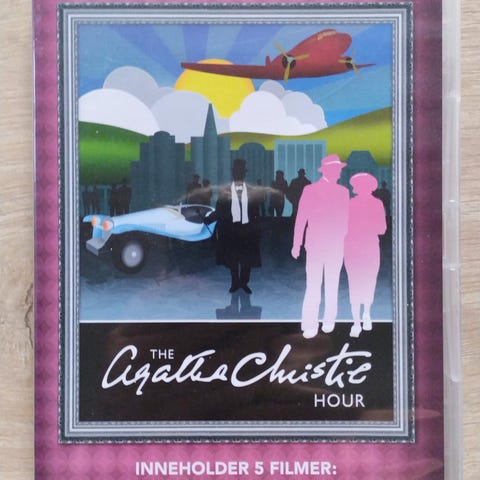 THE
Agatha Christie
HOUR
INNEHOLDER 5 FILMER: